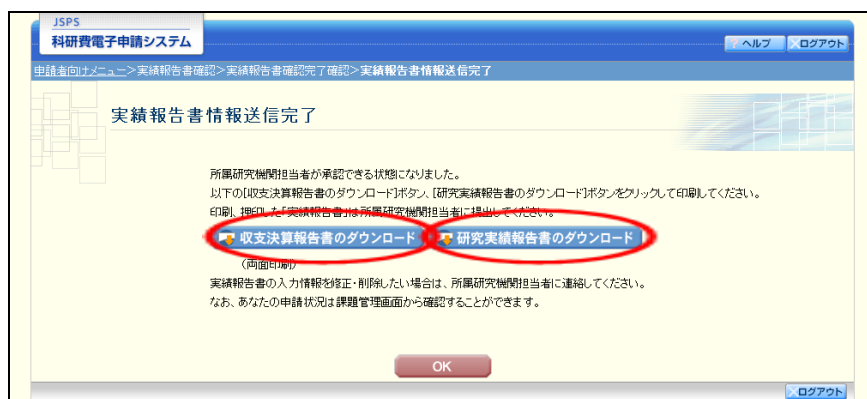 JSPS
科研費電子申請システム
? ヘルプ
×ログアウト
申請者向けメニュー>実績報告書確認>実績報告書確認完了確認>実績報告書情報送信完了
実績報告書情報送信完了
所属研究機関担当者が承認できる状態になりました。
以下の[収支決算報告書のダウンロード]ボタン、[研究実績報告書のダウンロード]ボタンをクリックして印刷してください。
印刷、押印した「実績報告書」は所属研究機関担当者に提出してください。
収支決算報告書のダウンロード
研究実績報告書のダウンロード
(両面印刷)
実績報告書の入力情報を修正・削除したい場合は、所属研究機関担当者に連絡してください。
なお、あなたの申請状況は課題管理画面から確認することができます。
OK
×ログアウト